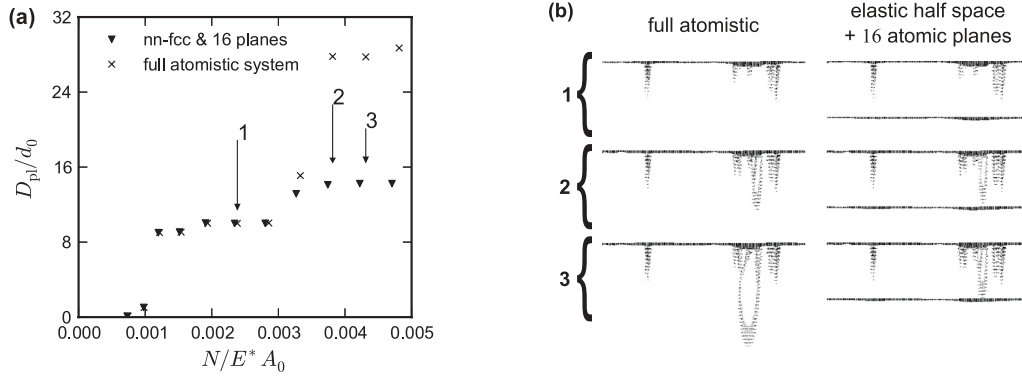 (a)
32
24
16
8
0
D_pl/d_0
nn-fcc & 16 planes
full atomistic system
1
2
3
0.000 0.001 0.002 0.003 0.004 0.005
N/E* A_0
(b)
full atomistic
elastic half space
+ 16 atomic planes
1
2
3